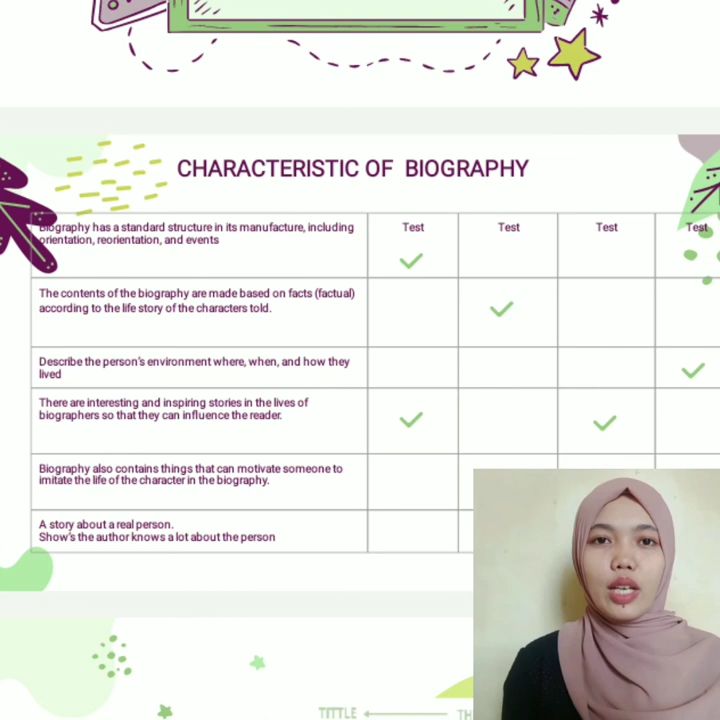 CHARACTERISTIC OF BIOGRAPHY
Biography has a standard structure in its manufacture, including
orientation, reorientation, and events
Test
Test
Test
Test
The contents of the biography are made based on facts (factual)
according to the life story of the characters told.
Describe the person's environment where, when, and how they
lived
There are interesting and inspiring stories in the lives of
biographers so that they can influence the reader.
Biography also contains things that can motivate someone to
imitate the life of the character in the biography.
A story about a real person.
Show's the author knows a lot about the person
TITTLE